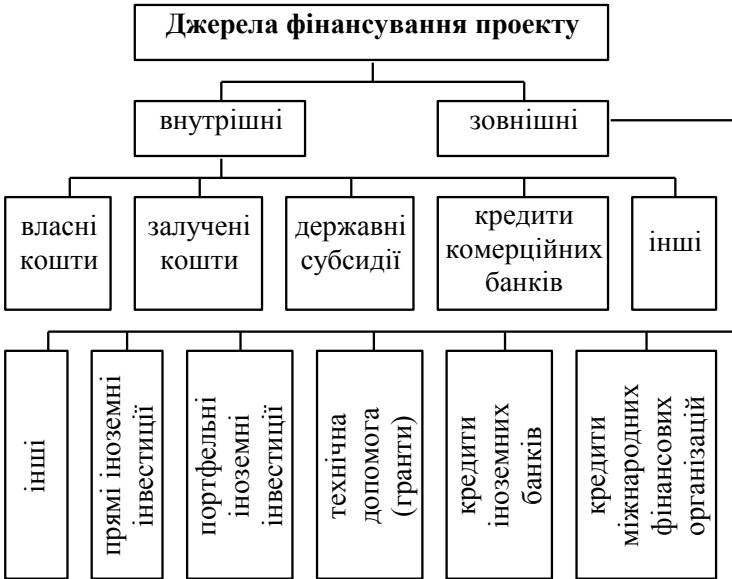 Джерела фінансування проекту
внутрішні
зовнішні
власні
кошти
залучені
кошти
державні
субсидії
кредити
комерційних
банків
інші
інші
прямі іноземні
інвестиції
портфельні
іноземні
інвестиції
технічна
допомога
(гранти)
кредити
іноземних
банків
кредити
міжнародних
фінансових
організацій